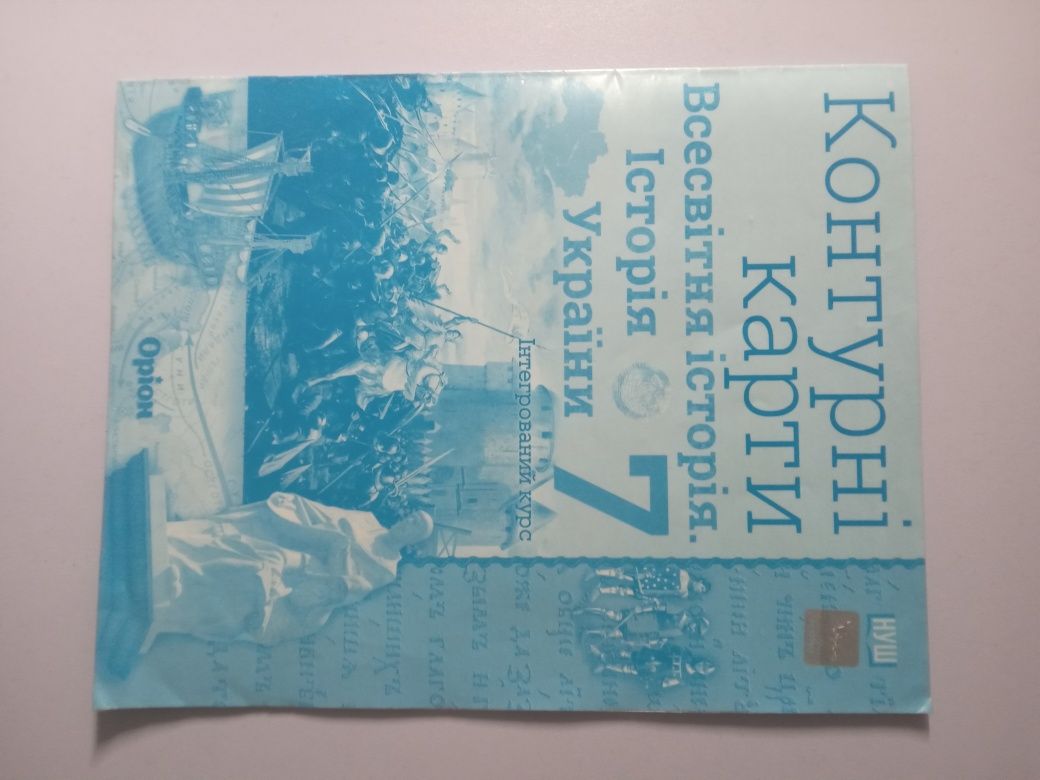 Контурні
карти
Всесвітня історія.
Історія
України
7
Інтегрований курс
НУШ
Оріон